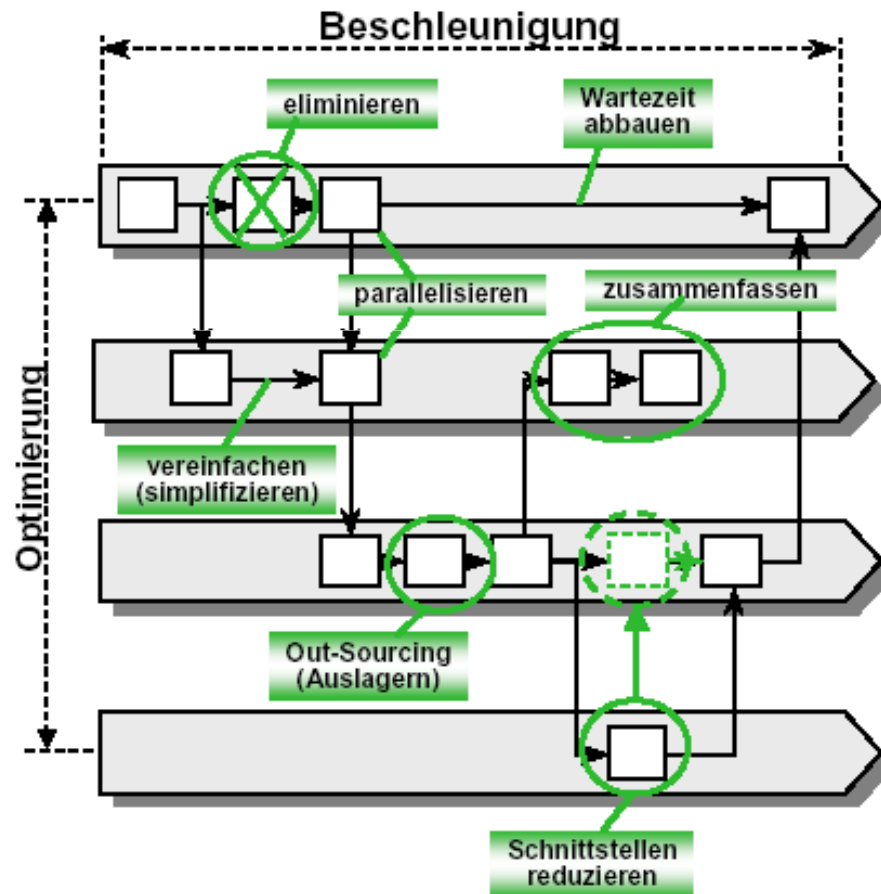 Beschleunigung
eliminieren
Wartezeit
abbauen
parallelisieren
zusammenfassen
Optimierung
vereinfachen
(simplifizieren)
Out-Sourcing
(Auslagern)
Schnittstellen
reduzieren